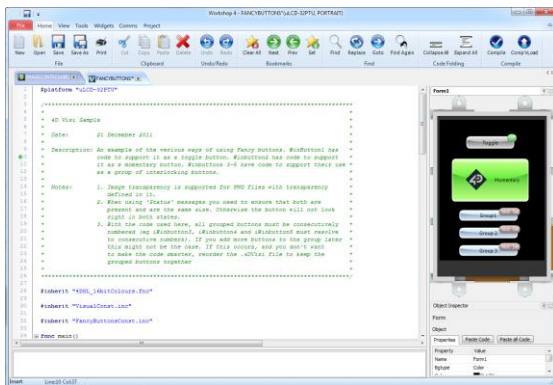 Workshop 4 - FANCYBUTTONS*(uLCD-32PTU, PORTRAIT)
File Home View Tools Widgets Comms Project
New Open Save Save As Print Cut Copy Paste Delete Undo Redo Clear All Next Prev Set Find Replace Goto Find Again Collapse All Expand All Compile Comp'nLoad
File Clipboard Undo/Redo Bookmarks Find Code Folding Compile
FANCYBUTTONS*
#platform "uLCD-32PTU"
* 4D Visi Sample
* Date: 21 December 2011
* Description: An example of the various ways of using Fancy buttons. WinButton1 has
* code to support it as a toggle button. Winbutton2 has code to support
* it as a momentary button. Winbuttons 3-5 have code to support their use
* as a group of interlocking buttons.
* Notes: 1. Image transparency is supported for PNG files with transparency
* defined in it.
* 2. When using 'Status' messages you need to ensure that both are
* present and are the same size. Otherwise the button will not look
* right in both states.
* 3. With the code used here, all grouped buttons must be consecutively
* numbered (eg iWinbutton3, iWinbutton4 and iWinbutton5 must resolve
* to consecutive numbers). If you add more buttons to the group later
* this might not be the case. If this occurs, and you don't want
* to make the code smarter, reorder the .4DVisi file to keep the
* grouped buttons together
#inherit "4DGL_16bitColours.fnc"
#inherit "VisualConst.inc"
#inherit "FancyButtonsConst.inc"
func main()
Form1
Toggle
4D Momentary
Group1
Group 2
Group 3
Object Inspector
Form
Object
Properties Paste Code Paste all Code
Property Value
Name Form1
Bgtype Color
Insert Line:10 Col:37